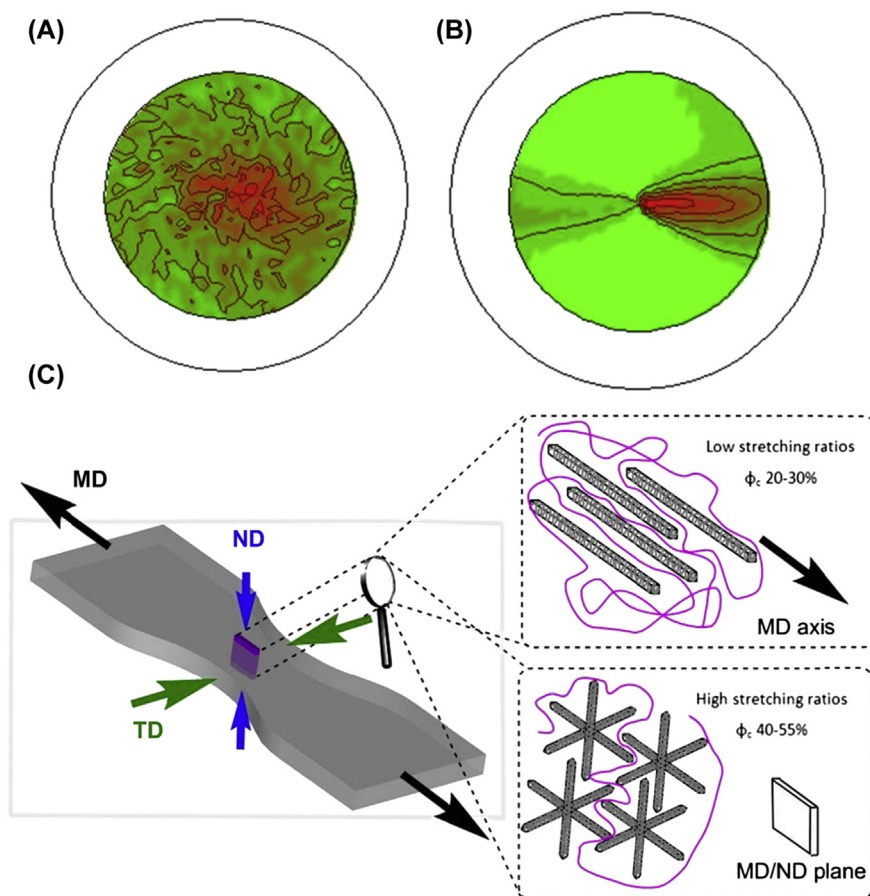 (A)
(B)
(C)
MD
ND
TD
Low stretching ratios
ϕc 20-30%
MD axis
High stretching ratios
ϕc 40-55%
MD/ND plane